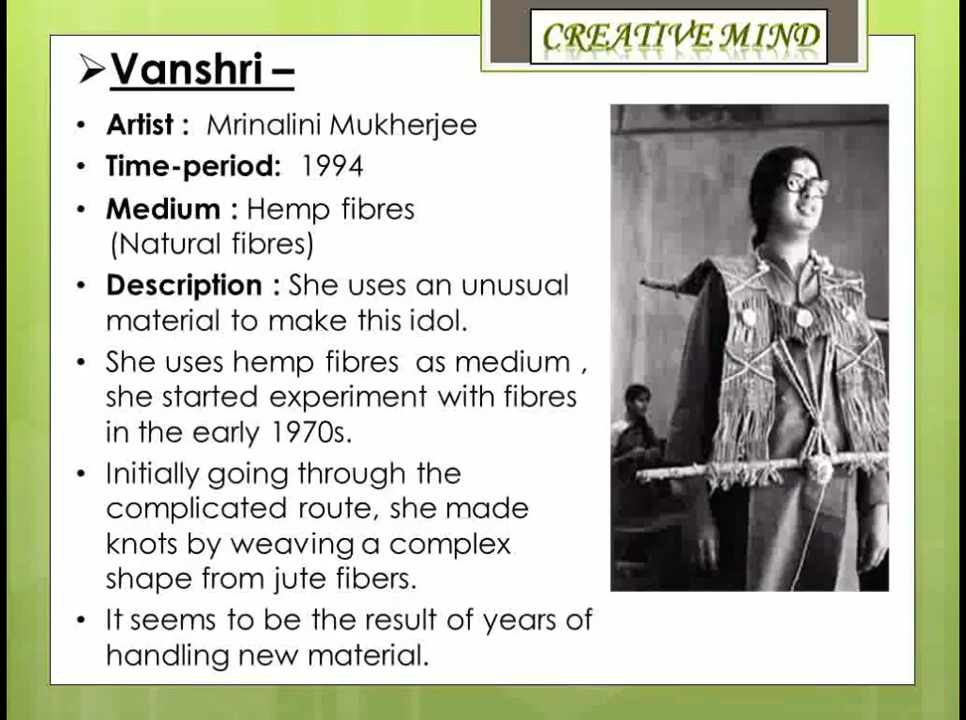 CREATIVE MIND
➢Vanshri –
• Artist : Mrinalini Mukherjee
• Time-period: 1994
• Medium : Hemp fibres
(Natural fibres)
• Description : She uses an unusual
material to make this idol.
• She uses hemp fibres as medium ,
she started experiment with fibres
in the early 1970s.
• Initially going through the
complicated route, she made
knots by weaving a complex
shape from jute fibers.
• It seems to be the result of years of
handling new material.